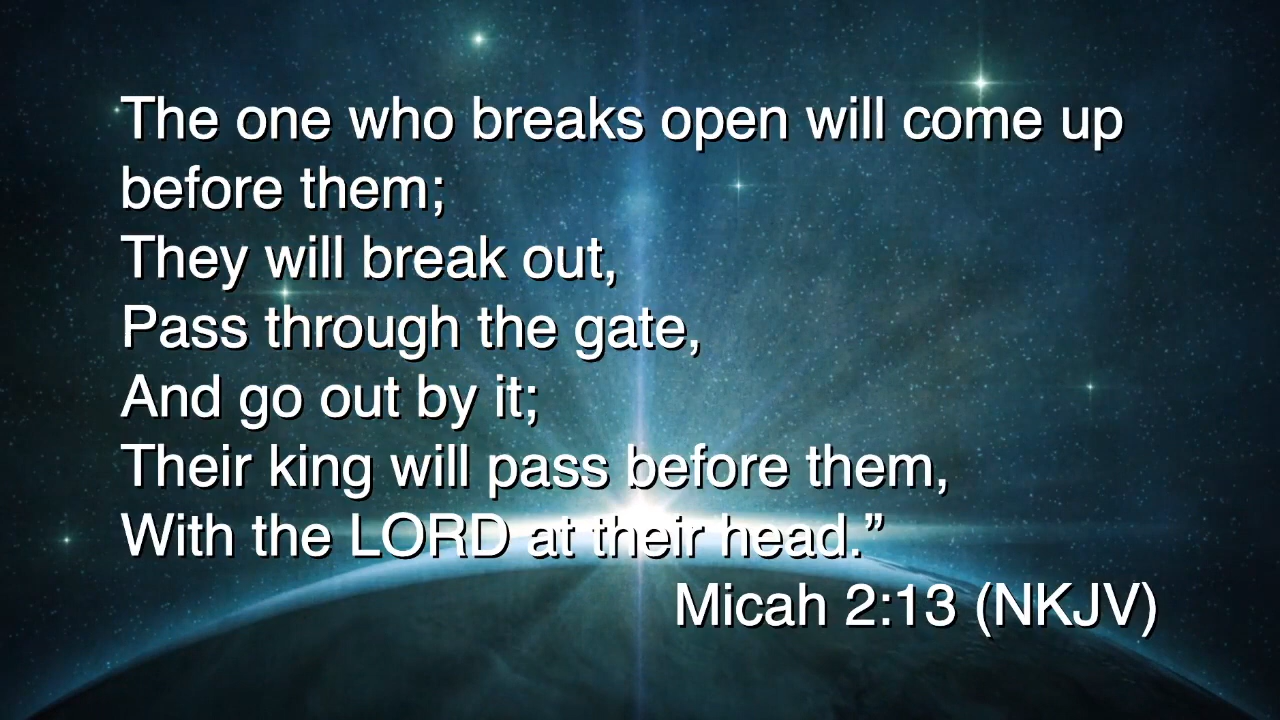 The one who breaks open will come up
before them;
They will break out,
Pass through the gate,
And go out by it;
Their king will pass before them,
With the LORD at their head.”
Micah 2:13 (NKJV)